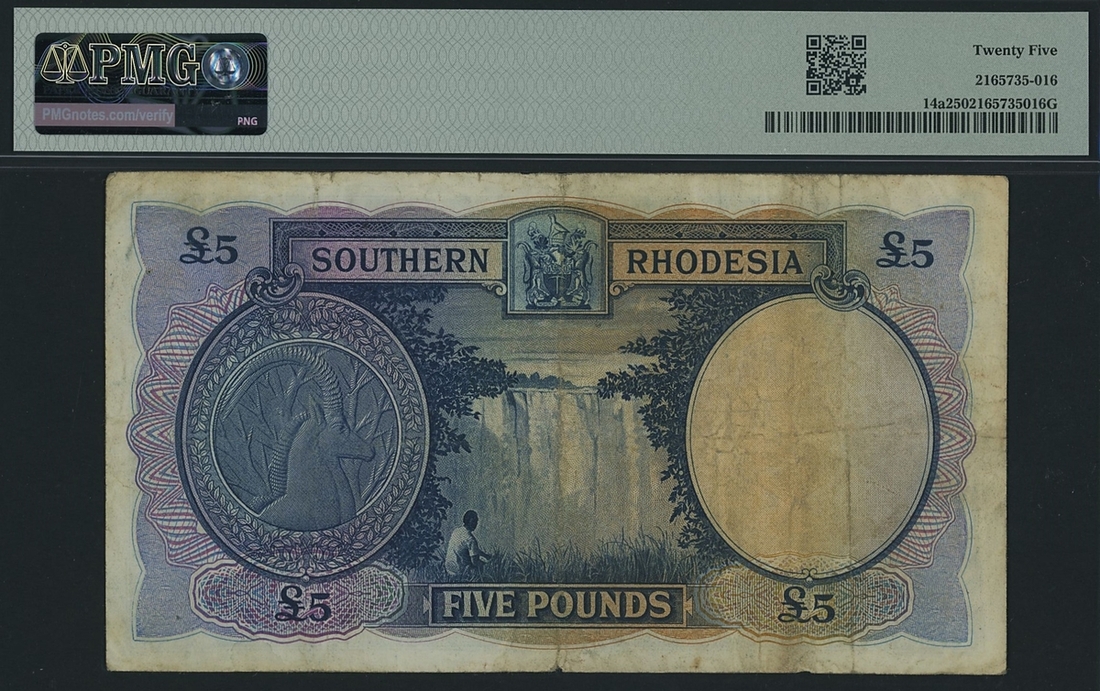 PMG
PMGnotes.com/verify
PNG
Twenty Five
2165735-016
14a2502165735016G
£5
SOUTHERN RHODESIA
£5
£5
FIVE POUNDS
£5